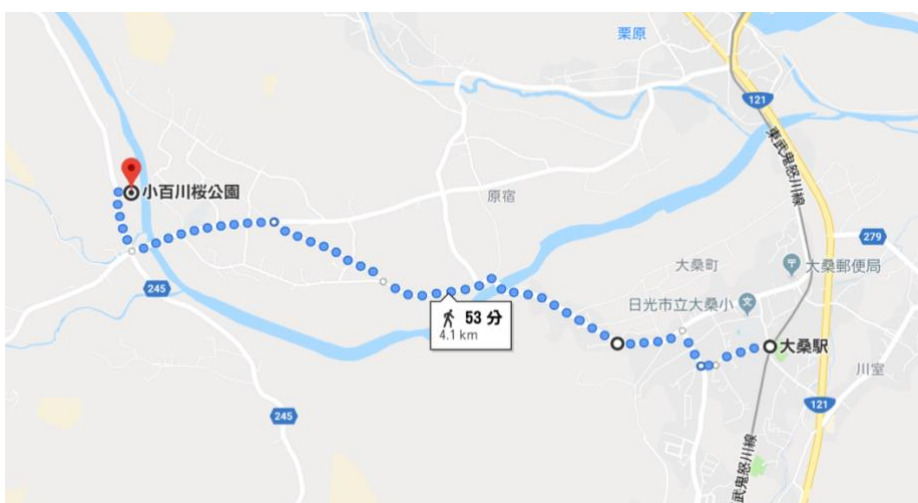 栗原
121
東武鬼怒川線
小百川桜公園
原宿
279
大桑町
大桑郵便局
245
日光市立大桑小
文
53 分
4.1 km
大桑駅
川室
121
245
武鬼怒川線